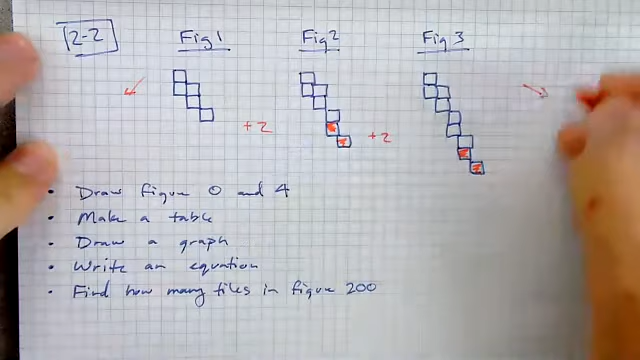 2-2 Fig 1 Fig 2 Fig 3
+2 +2
• Draw figure 0 and 4
• Make a table
• Draw a graph
• Write an equation
• Find how many tiles in figure 200